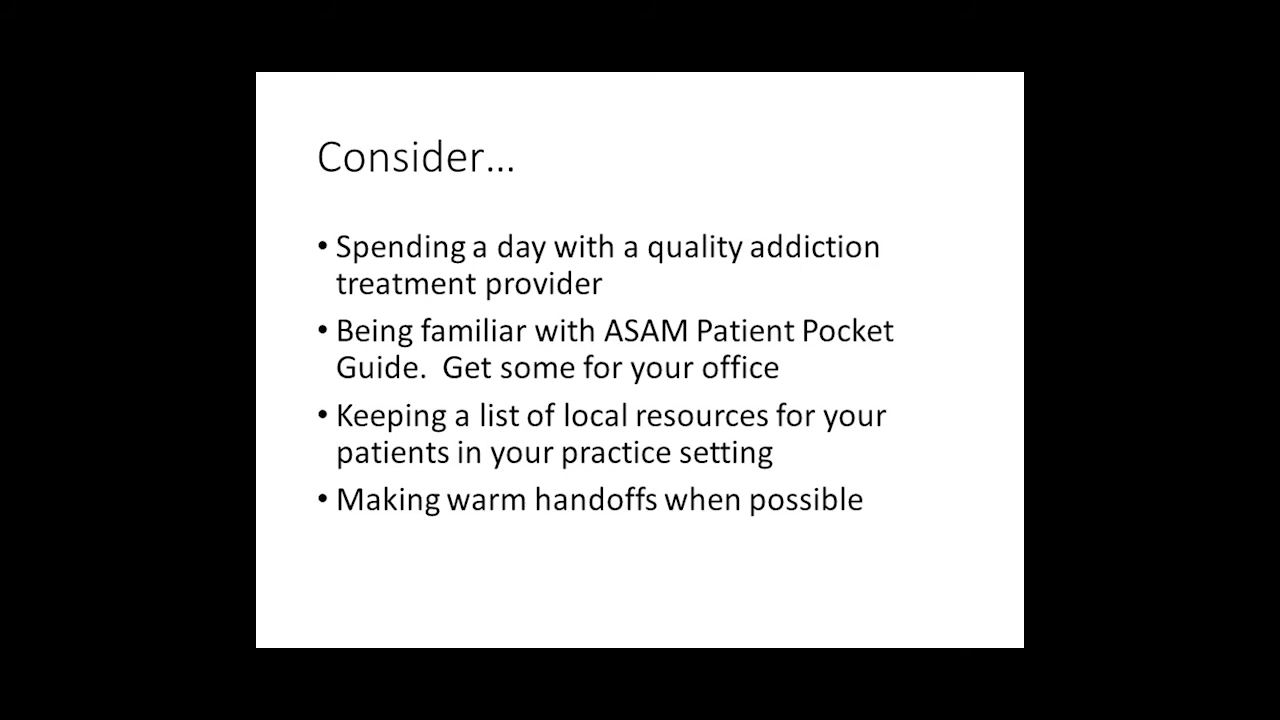 Consider…
• Spending a day with a quality addiction
treatment provider
• Being familiar with ASAM Patient Pocket
Guide.  Get some for your office
• Keeping a list of local resources for your
patients in your practice setting
• Making warm handoffs when possible